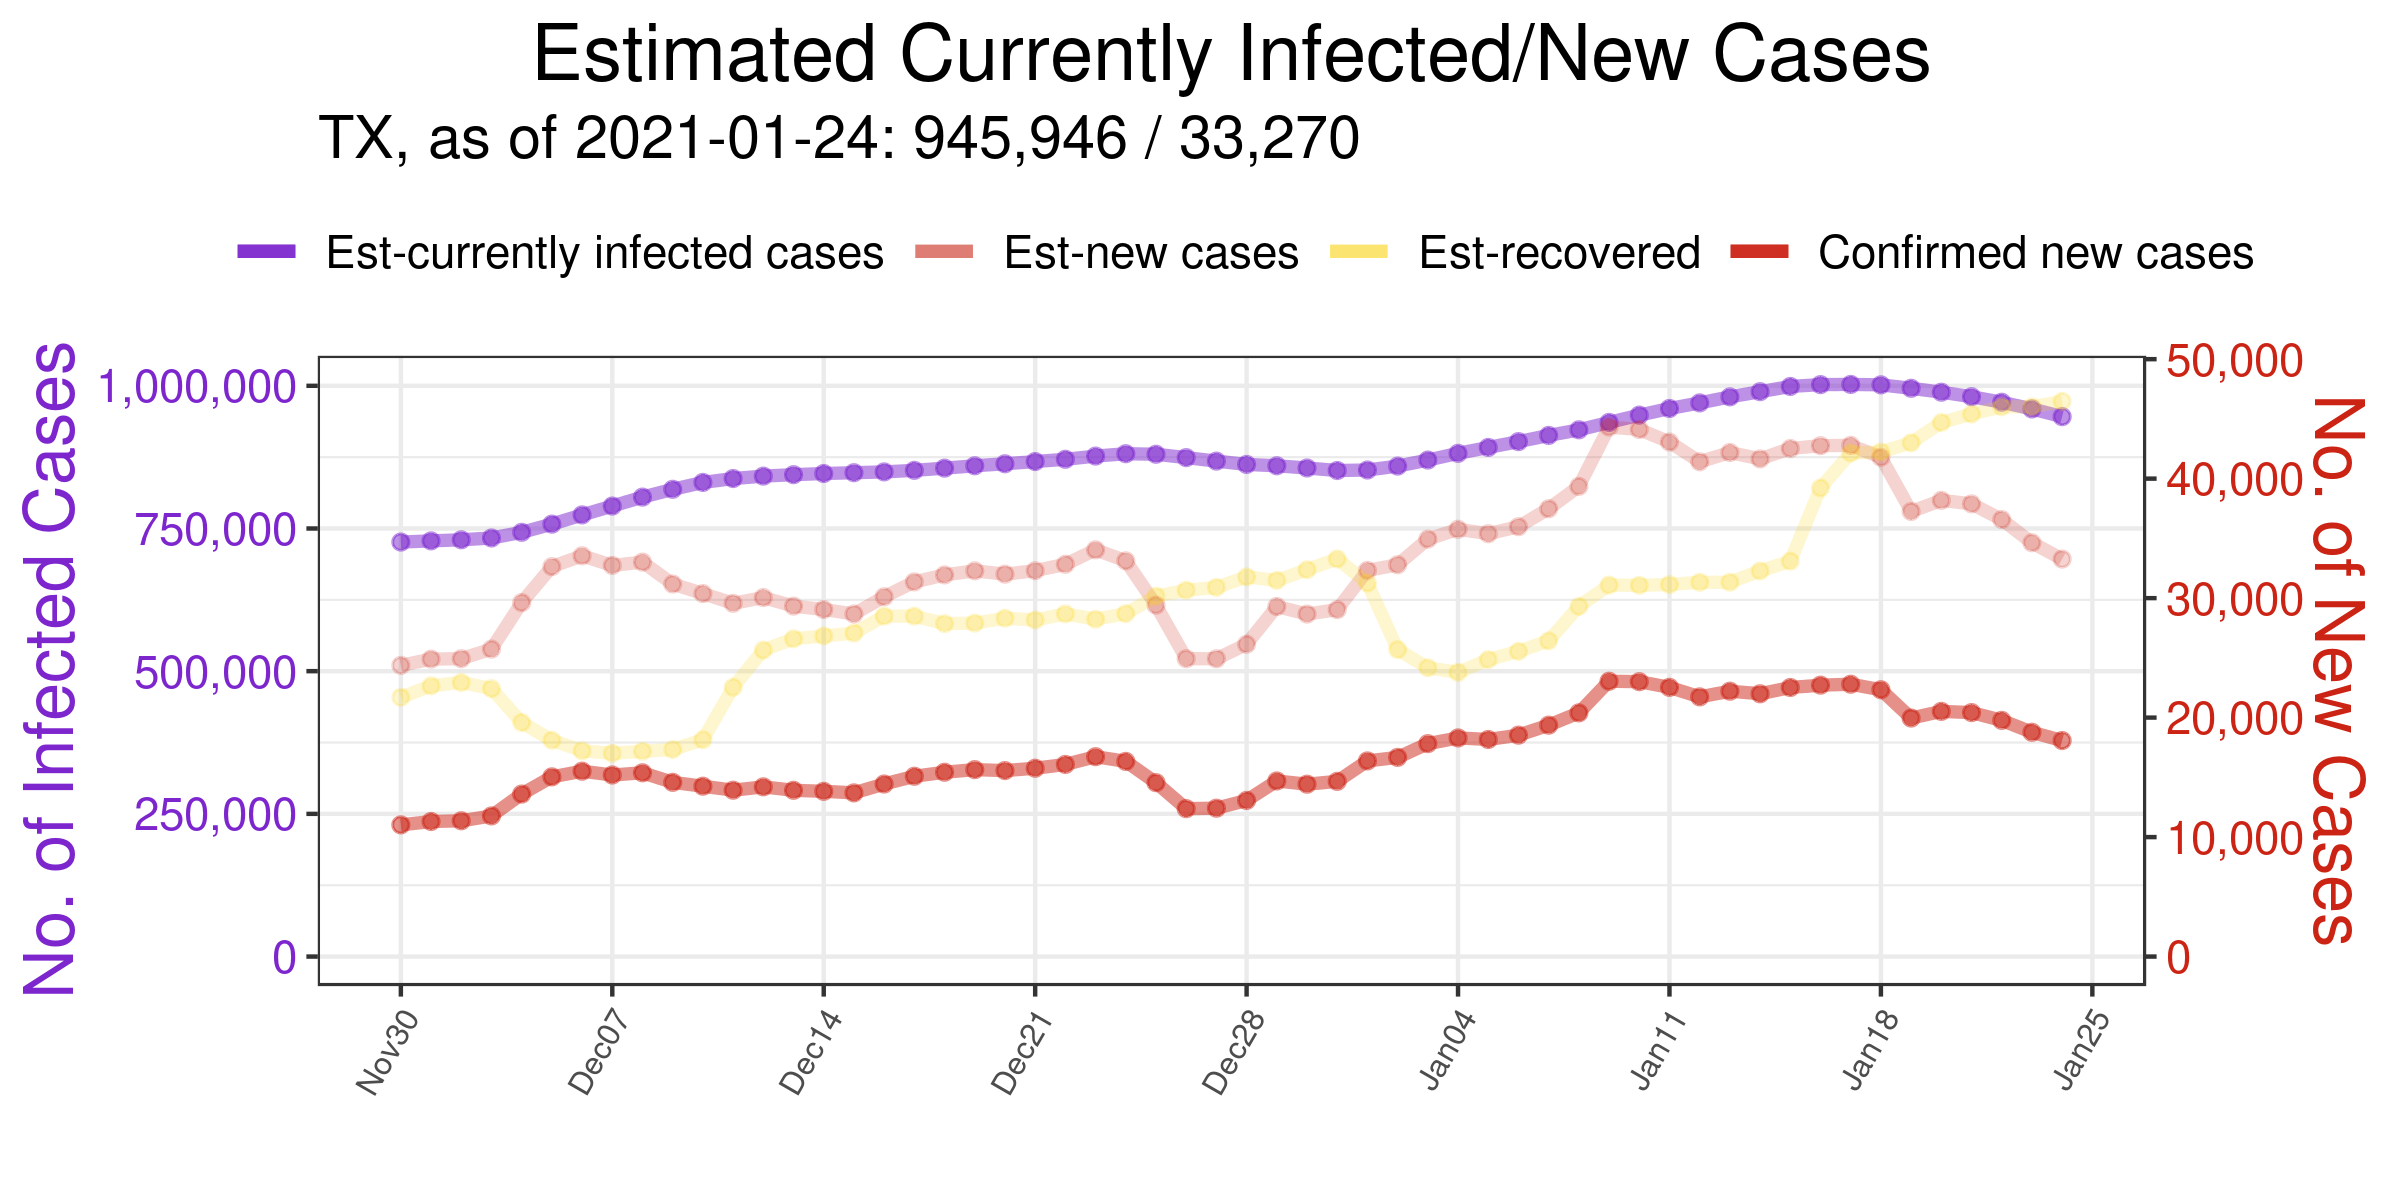 Estimated Currently Infected/New Cases
TX, as of 2021-01-24: 945,946 / 33,270
Est-currently infected cases Est-new cases Est-recovered Confirmed new cases
No. of Infected Cases
1,000,000
750,000
500,000
250,000
0
50,000
40,000
30,000
20,000
10,000
0
No. of New Cases
Nov30 Dec07 Dec14 Dec21 Dec28 Jan04 Jan11 Jan18 Jan25